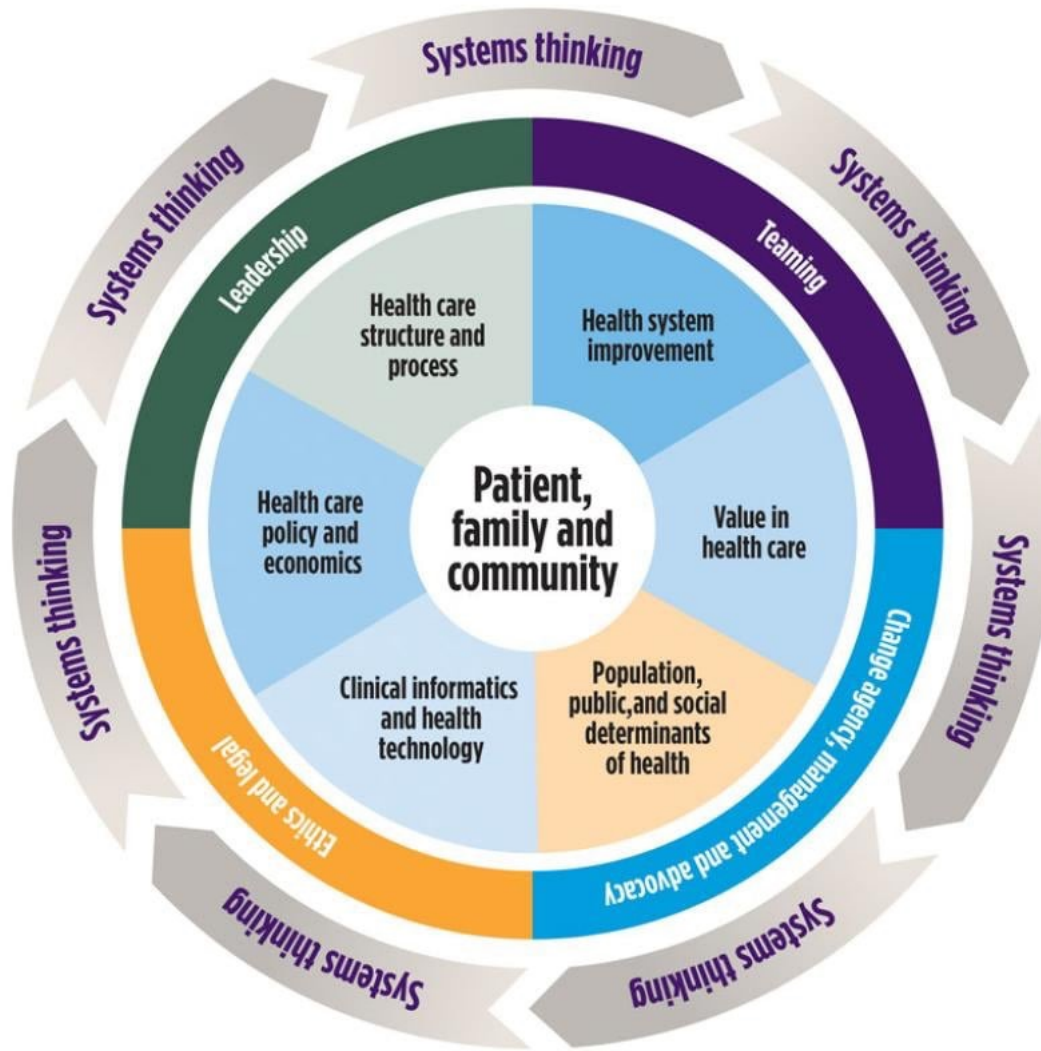 Systems thinking
Systems thinking
Systems thinking
Systems thinking
Systems thinking
Systems thinking
Systems thinking
Leadership
Teaming
Change agency, management and advocacy
Ethics and legal
Health care
structure and
process
Health system
improvement
Value in
health care
Population,
public,and social
determinants
of health
Clinical informatics
and health
technology
Health care
policy and
economics
Patient,
family and
community